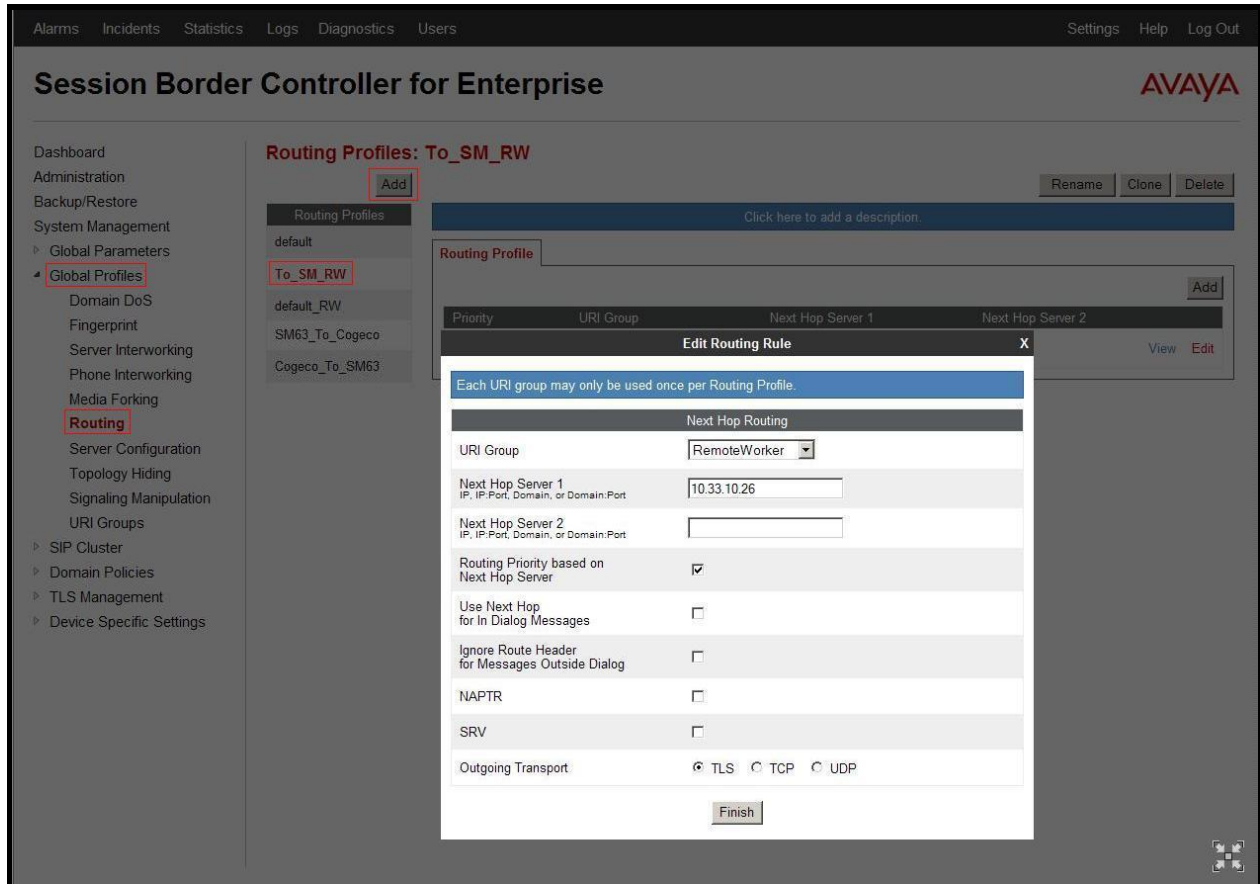 Alarms Incidents Statistics Logs Diagnostics Users Settings Help Log Out
Session Border Controller for Enterprise
AVAYA
Dashboard
Administration
Backup/Restore
System Management
Global Parameters
Global Profiles
Domain DoS
Fingerprint
Server Interworking
Phone Interworking
Media Forking
Routing
Server Configuration
Topology Hiding
Signaling Manipulation
URI Groups
SIP Cluster
Domain Policies
TLS Management
Device Specific Settings
Routing Profiles: To_SM_RW
Add
Rename Clone Delete
Routing Profiles
default
To_SM_RW
default_RW
SM63_To_Cogeco
Cogeco_To_SM63
Click here to add a description.
Routing Profile
Add
Priority URI Group Next Hop Server 1 Next Hop Server 2
View Edit
Edit Routing Rule X
Each URI group may only be used once per Routing Profile.
Next Hop Routing
URI Group RemoteWorker
Next Hop Server 1 10.33.10.26
IP, IP:Port, Domain, or Domain:Port
Next Hop Server 2
IP, IP:Port, Domain, or Domain:Port
Routing Priority based on
Next Hop Server
Use Next Hop
for In Dialog Messages
Ignore Route Header
for Messages Outside Dialog
NAPTR
SRV
Outgoing Transport TLS TCP UDP
Finish